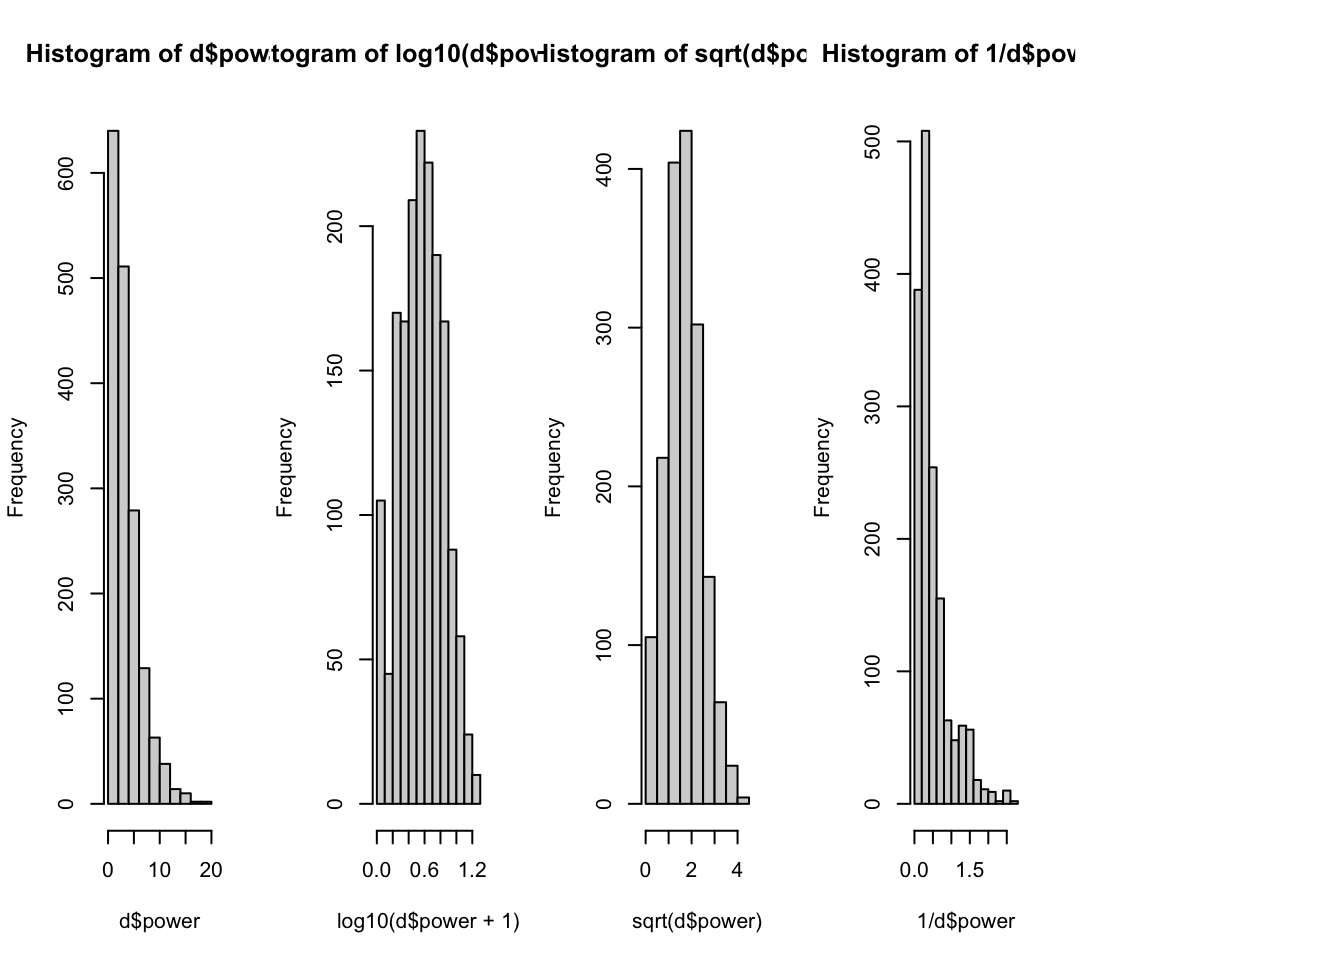 Histogram of d$pow
togram of log10(d$pov
Histogram of sqrt(d$pc
Histogram of 1/d$pov
Frequency
0
100
200
300
400
500
600
0
10
20
d$power
Frequency
0
50
100
150
200
0.0
0.6
1.2
log10(d$power + 1)
Frequency
0
100
200
300
400
0
2
4
sqrt(d$power)
Frequency
0
100
200
300
400
500
0.0
1.5
1/d$power